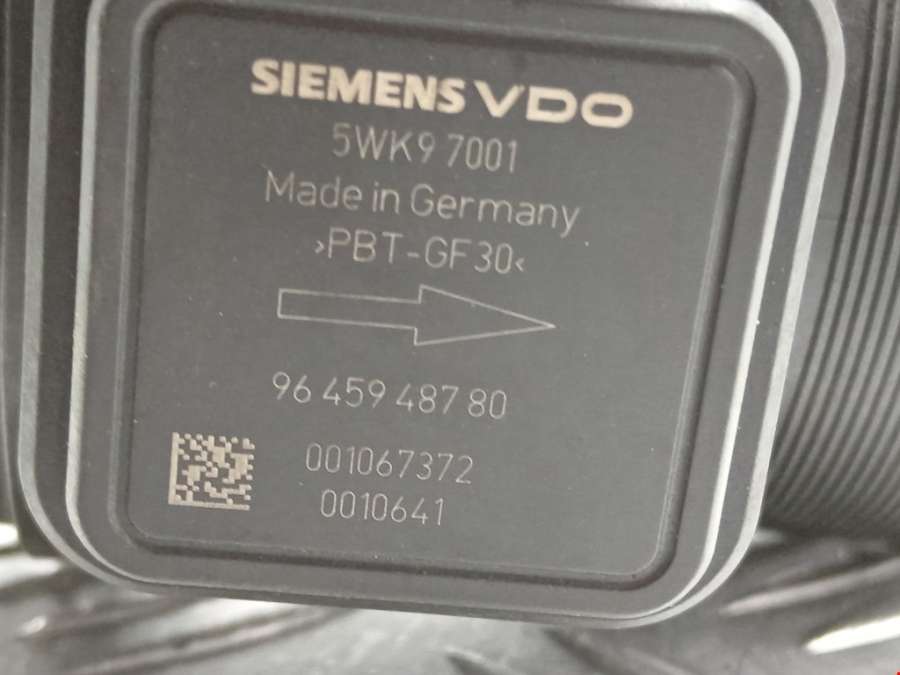 SIEMENS VDO
5WK9 7001
Made in Germany
>PBT-GF30<
96 459 487 80
001067372
0010641